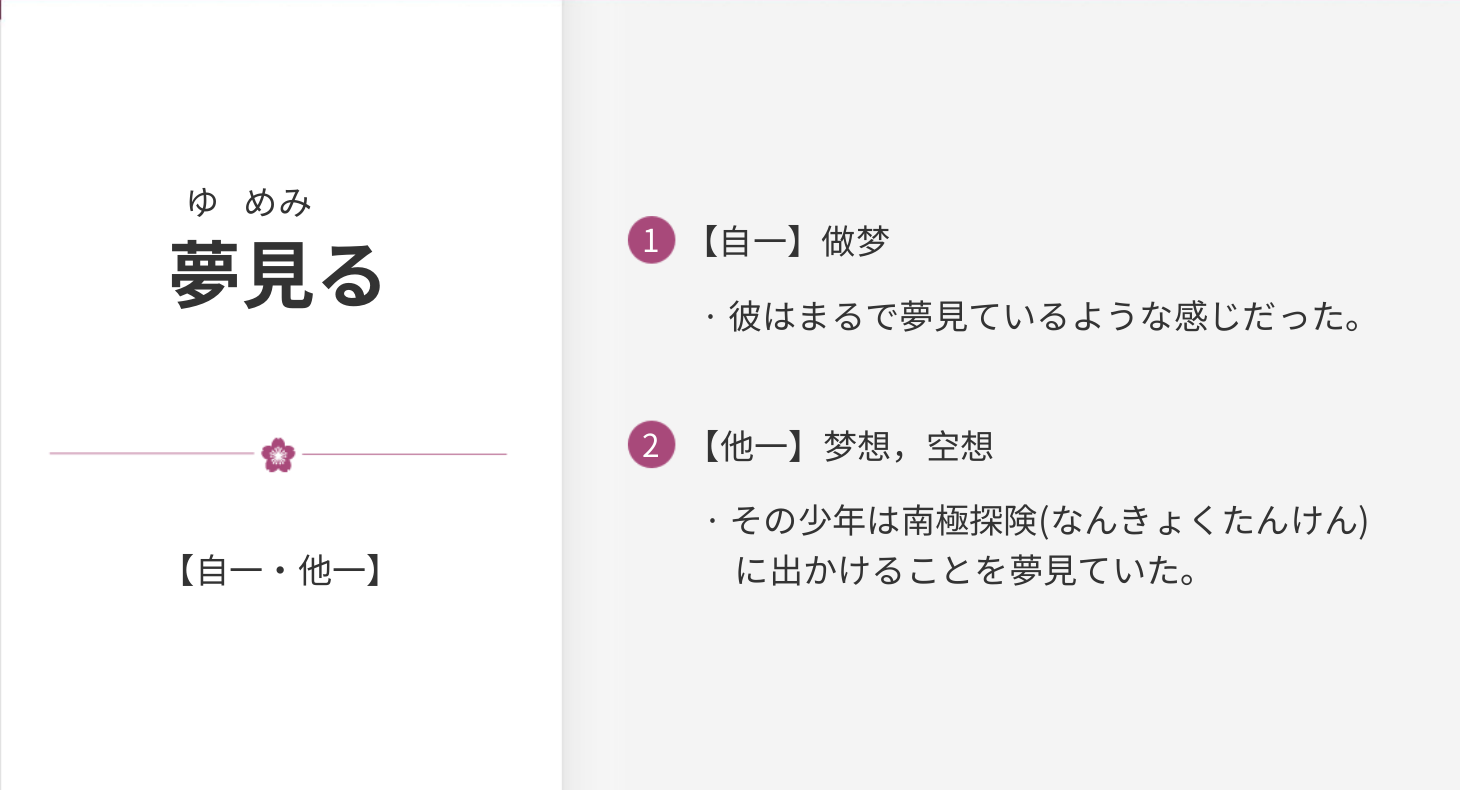 ゆ めみ
夢見る
【自一・他一】
1 【自一】做梦
· 彼はまるで夢見ているような感じだった。
2 【他一】梦想，空想
· その少年は南極探険(なんきょくたんけん)
に出かけることを夢見ていた。